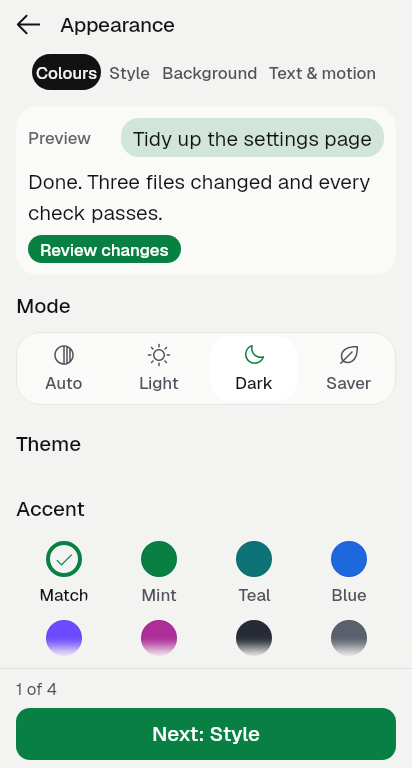 Appearance
Colours Style Background Text & motion
Preview
Tidy up the settings page
Done. Three files changed and every
check passes.
Review changes
Mode
Auto Light Dark Saver
Theme
Accent
Match Mint Teal Blue
1 of 4
Next: Style